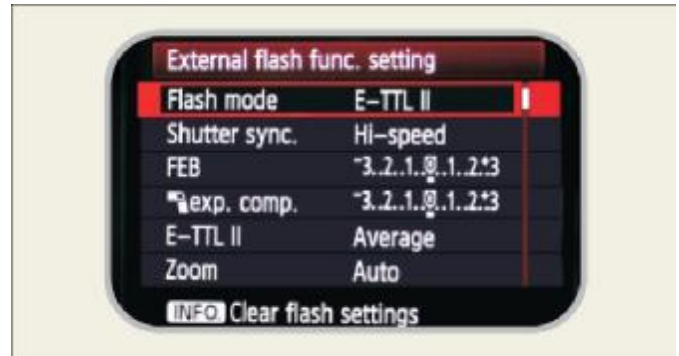 External flash func. setting
Flash mode E-TTL II
Shutter sync. Hi-speed
FEB -3..2..1..0..1..2.+3
exp. comp. -3..2..1..0..1..2.+3
E-TTL II Average
Zoom Auto
INFO. Clear flash settings